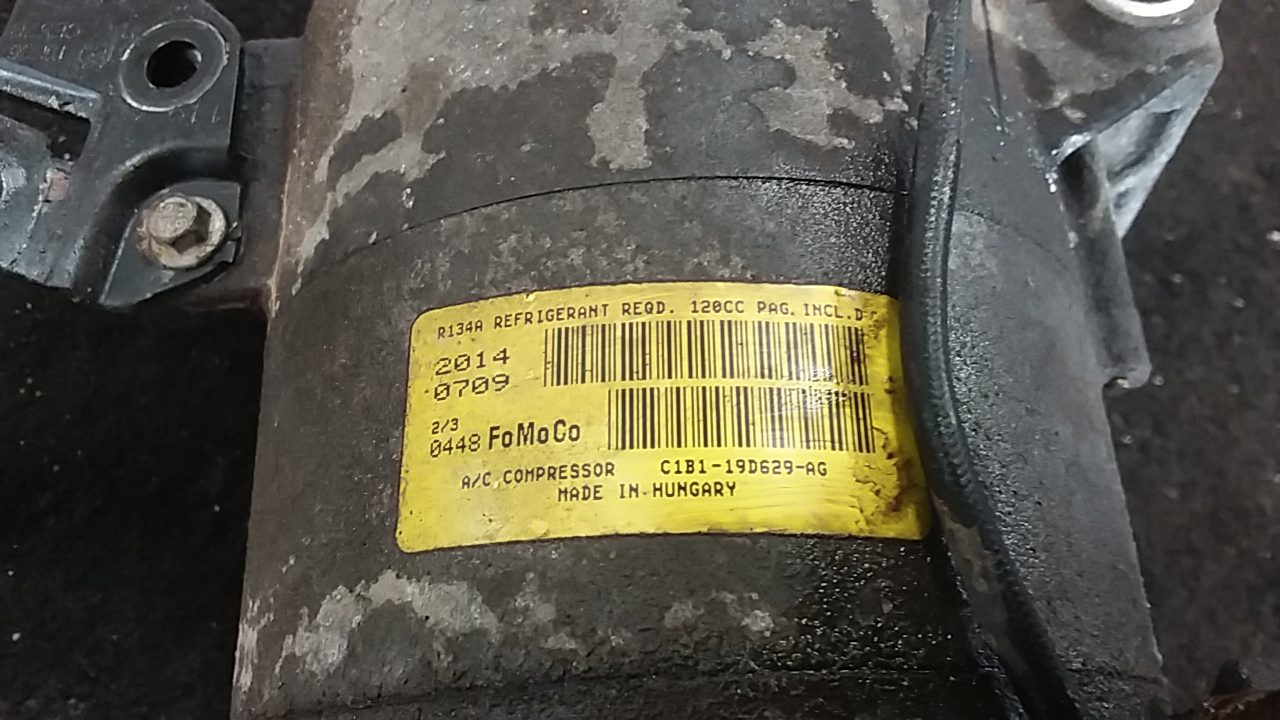 R134A REFRIGERANT REQD. 120CC PAG. INCL.D
2014
0709
2/3
0448 FoMoCo
A/C COMPRESSOR C1B1-19D629-AG
MADE IN HUNGARY